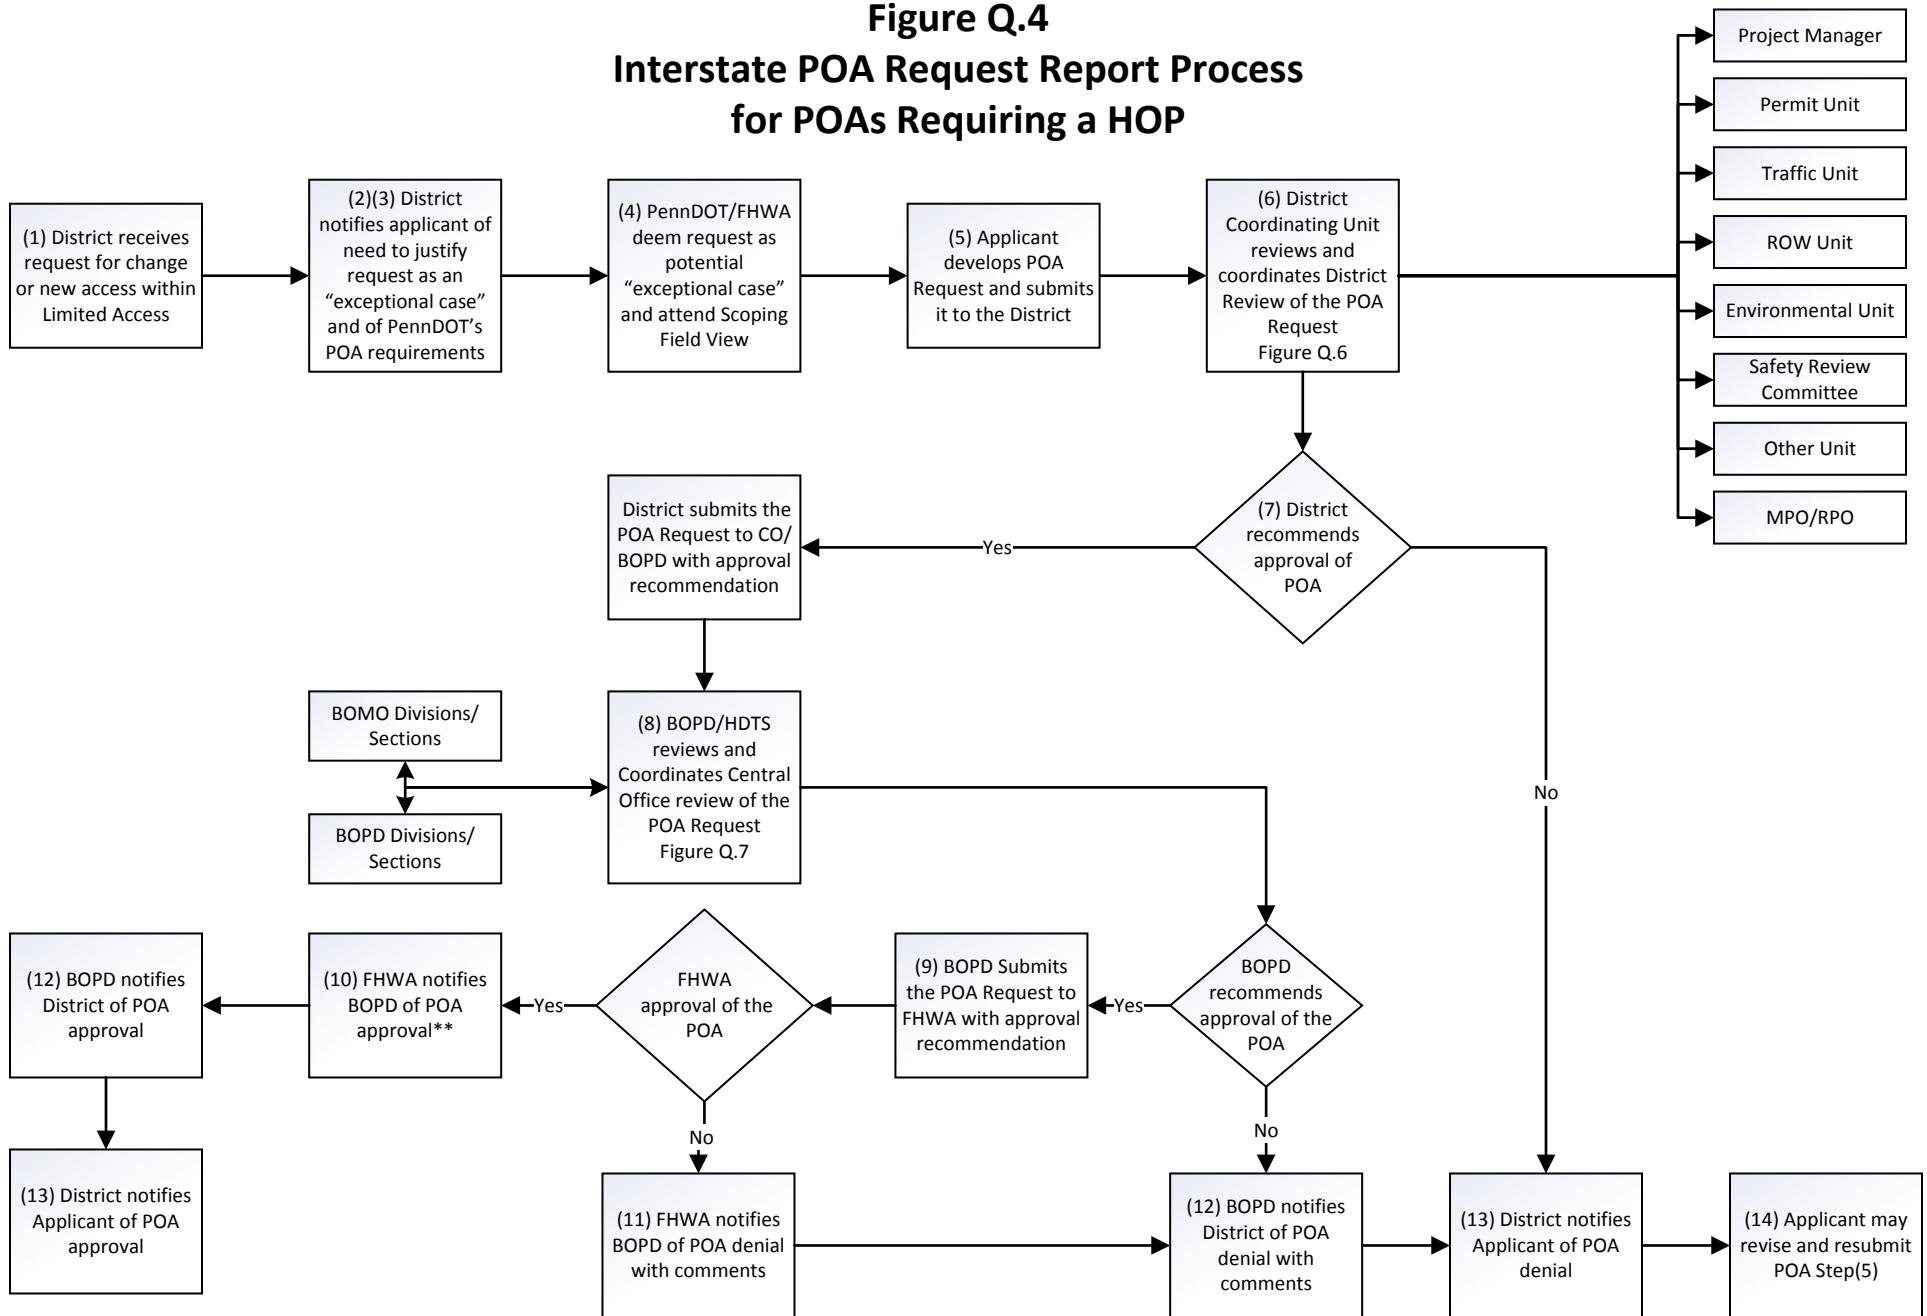 Figure Q.4
Interstate POA Request Report Process
for POAs Requiring a HOP
(1) District receives
request for change
or new access within
Limited Access
(2)(3) District
notifies applicant of
need to justify
request as an
“exceptional case”
and of PennDOT’s
POA requirements
(4) PennDOT/FHWA
deem request as
potential
“exceptional case”
and attend Scoping
Field View
(5) Applicant
develops POA
Request and submits
it to the District
(6) District
Coordinating Unit
reviews and
coordinates District
Review of the POA
Request
Figure Q.6
Project Manager
Permit Unit
Traffic Unit
ROW Unit
Environmental Unit
Safety Review
Committee
Other Unit
MPO/RPO
(7) District
recommends
approval of
POA
Yes
No
District submits the
POA Request to CO/
BOPD with approval
recommendation
BOMO Divisions/
Sections
BOPD Divisions/
Sections
(8) BOPD/HDTS
reviews and
Coordinates Central
Office review of the
POA Request
Figure Q.7
BOPD
recommends
approval of the
POA
Yes
No
(9) BOPD Submits
the POA Request to
FHWA with approval
recommendation
FHWA
approval of the
POA
Yes
No
(10) FHWA notifies
BOPD of POA
approval**
(12) BOPD notifies
District of POA
approval
(13) District notifies
Applicant of POA
approval
(11) FHWA notifies
BOPD of POA denial
with comments
(12) BOPD notifies
District of POA
denial with
comments
(13) District notifies
Applicant of POA
denial
(14) Applicant may
revise and resubmit
POA Step(5)